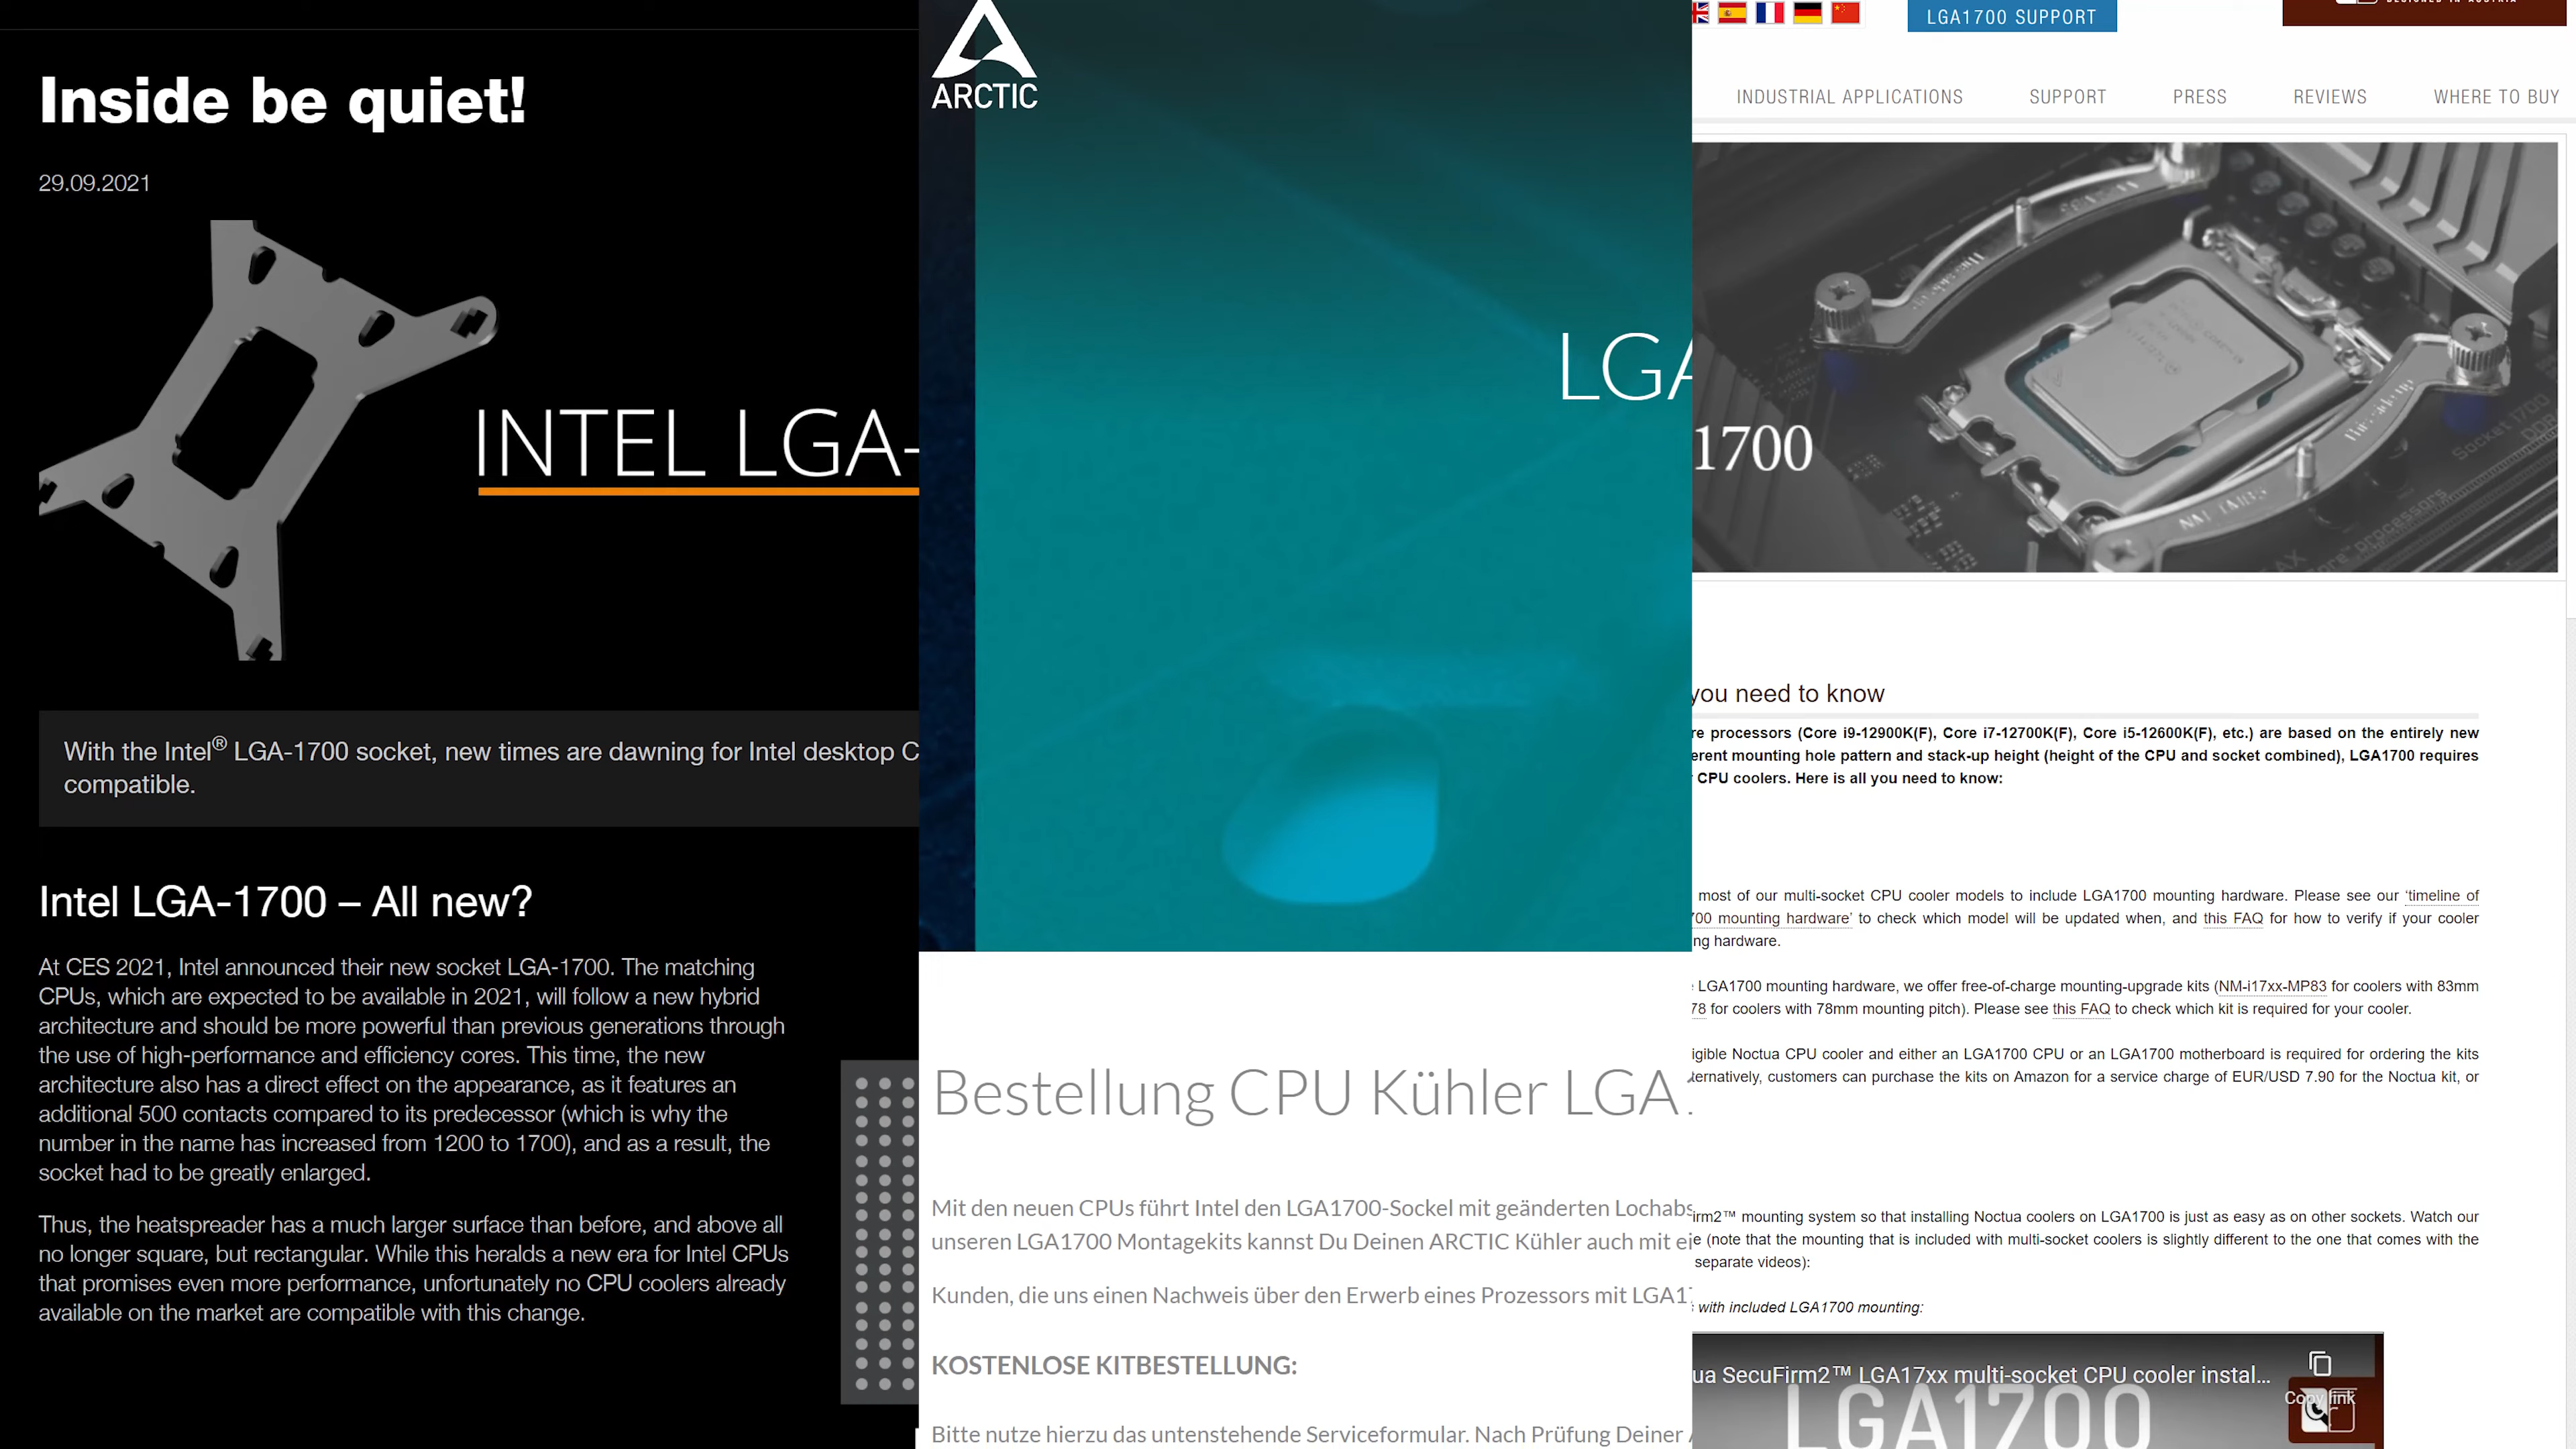 Inside be quiet!
29.09.2021
INTEL LGA-
With the Intel® LGA-1700 socket, new times are dawning for Intel desktop C
compatible.
Intel LGA-1700 – All new?
At CES 2021, Intel announced their new socket LGA-1700. The matching
CPUs, which are expected to be available in 2021, will follow a new hybrid
architecture and should be more powerful than previous generations through
the use of high-performance and efficiency cores. This time, the new
architecture also has a direct effect on the appearance, as it features an
additional 500 contacts compared to its predecessor (which is why the
number in the name has increased from 1200 to 1700), and as a result, the
socket had to be greatly enlarged.
Thus, the heatspreader has a much larger surface than before, and above all
no longer square, but rectangular. While this heralds a new era for Intel CPUs
that promises even more performance, unfortunately no CPU coolers already
available on the market are compatible with this change.
ARCTIC
LGA
Bestellung CPU Kühler LGA
Mit den neuen CPUs führt Intel den LGA1700-Sockel mit geänderten Lochabs
unseren LGA1700 Montagekits kannst Du Deinen ARCTIC Kühler auch mit ei
Kunden, die uns einen Nachweis über den Erwerb eines Prozessors mit LGA17
KOSTENLOSE KITBESTELLUNG:
Bitte nutze hierzu das untenstehende Serviceformular. Nach Prüfung Deiner
LGA1700 SUPPORT
DESIGNED IN AUSTRIA
INDUSTRIAL APPLICATIONS SUPPORT PRESS REVIEWS WHERE TO BUY
1700
Socket 1700
you need to know
re processors (Core i9-12900K(F), Core i7-12700K(F), Core i5-12600K(F), etc.) are based on the entirely new
erent mounting hole pattern and stack-up height (height of the CPU and socket combined), LGA1700 requires
CPU coolers. Here is all you need to know:
most of our multi-socket CPU cooler models to include LGA1700 mounting hardware. Please see our 'timeline of
700 mounting hardware' to check which model will be updated when, and this FAQ for how to verify if your cooler
ng hardware.
LGA1700 mounting hardware, we offer free-of-charge mounting-upgrade kits (NM-i17xx-MP83 for coolers with 83mm
78 for coolers with 78mm mounting pitch). Please see this FAQ to check which kit is required for your cooler.
igible Noctua CPU cooler and either an LGA1700 CPU or an LGA1700 motherboard is required for ordering the kits
ternatively, customers can purchase the kits on Amazon for a service charge of EUR/USD 7.90 for the Noctua kit, or
irm2™ mounting system so that installing Noctua coolers on LGA1700 is just as easy as on other sockets. Watch our
e (note that the mounting that is included with multi-socket coolers is slightly different to the one that comes with the
separate videos):
with included LGA1700 mounting:
ua SecuFirm2™ LGA17xx multi-socket CPU cooler instal...
Copy link
LGA1700